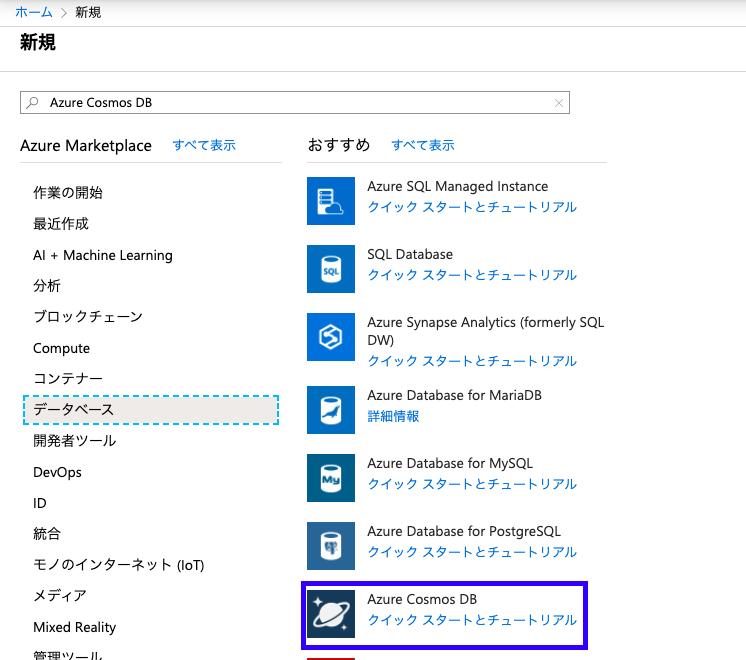 ホーム > 新規
新規
Azure Cosmos DB
Azure Marketplace すべて表示
作業の開始
最近作成
AI + Machine Learning
分析
ブロックチェーン
Compute
コンテナー
データベース
開発者ツール
DevOps
ID
統合
モノのインターネット (IoT)
メディア
Mixed Reality
管理ツール
おすすめ すべて表示
Azure SQL Managed Instance
クイック スタートとチュートリアル
SQL
SQL Database
クイック スタートとチュートリアル
Azure Synapse Analytics (formerly SQL
DW)
クイック スタートとチュートリアル
Azure Database for MariaDB
詳細情報
My
Azure Database for MySQL
クイック スタートとチュートリアル
Azure Database for PostgreSQL
クイック スタートとチュートリアル
Azure Cosmos DB
クイック スタートとチュートリアル